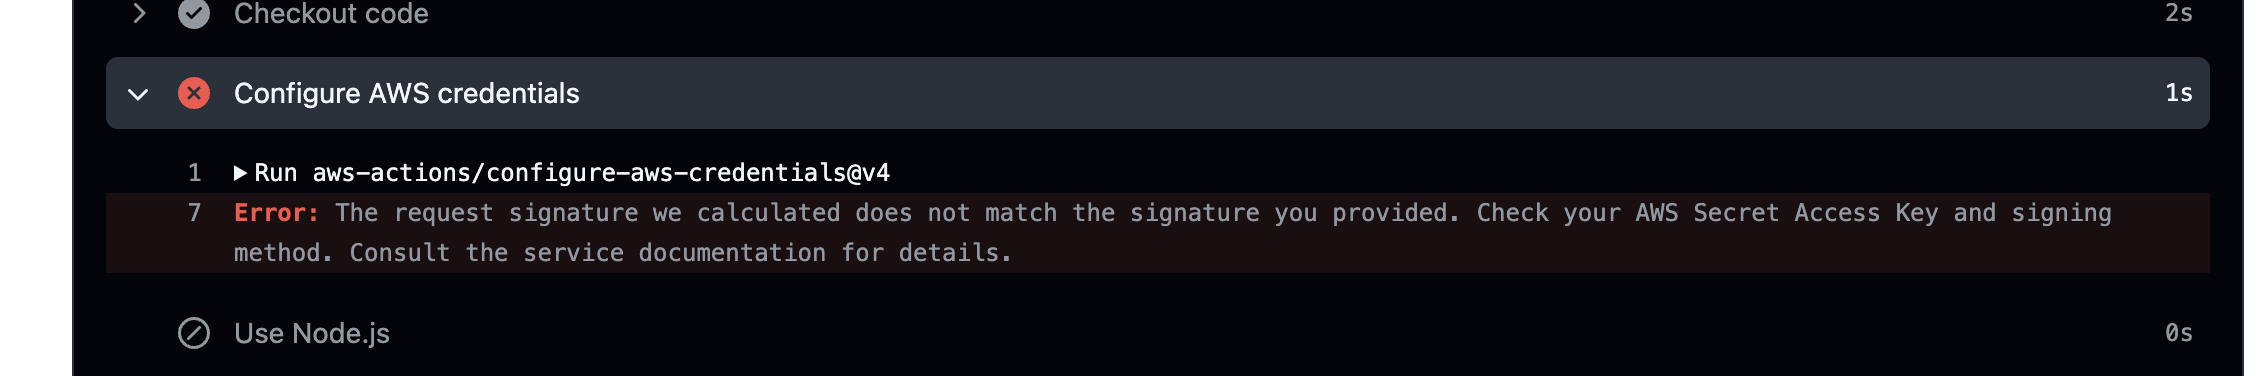 Checkout code 2s
Configure AWS credentials 1s
1 Run aws-actions/configure-aws-credentials@v4
7 Error: The request signature we calculated does not match the signature you provided. Check your AWS Secret Access Key and signing
method. Consult the service documentation for details.
Use Node.js 0s